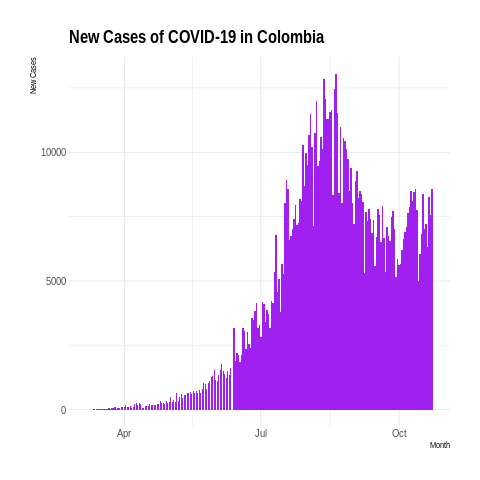 New Cases of COVID-19 in Colombia
New Cases
10000
5000
0
Apr Jul Oct
Month